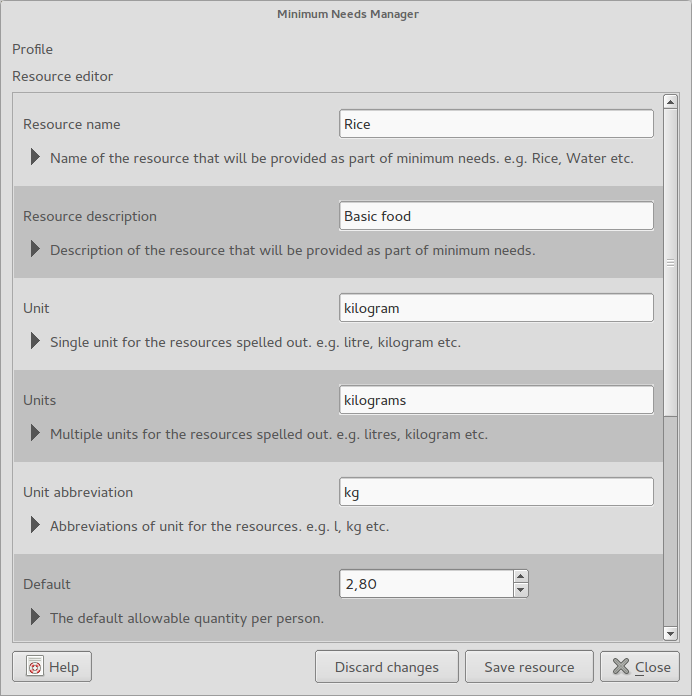 Minimum Needs Manager
Profile
Resource editor
Resource name
Rice
Name of the resource that will be provided as part of minimum needs. e.g. Rice, Water etc.
Resource description
Basic food
Description of the resource that will be provided as part of minimum needs.
Unit
kilogram
Single unit for the resources spelled out. e.g. litre, kilogram etc.
Units
kilograms
Multiple units for the resources spelled out. e.g. litres, kilogram etc.
Unit abbreviation
kg
Abbreviations of unit for the resources. e.g. l, kg etc.
Default
2,80
The default allowable quantity per person.
Help
Discard changes
Save resource
Close